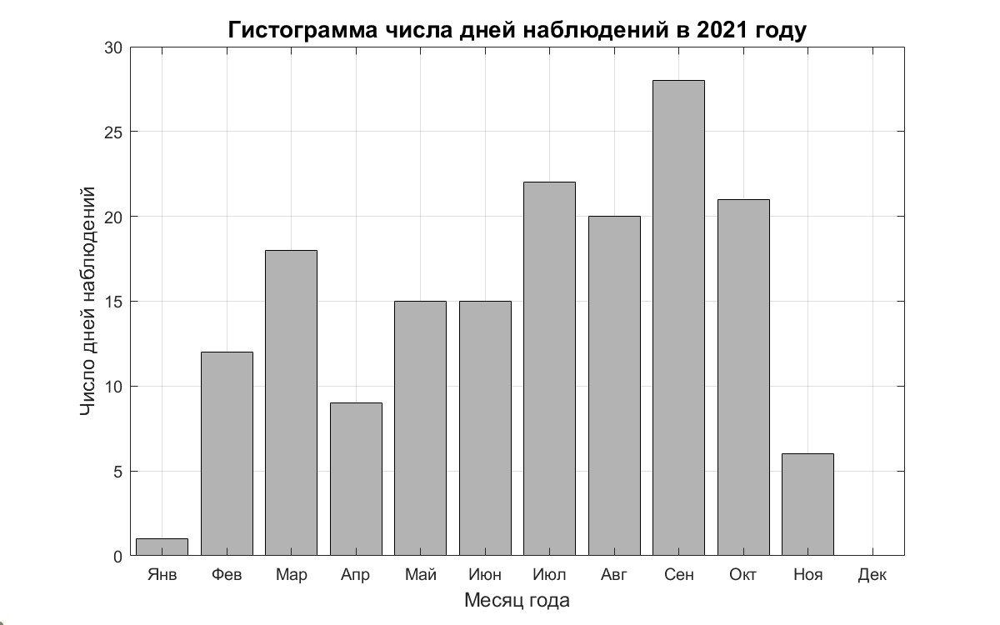 Гистограмма числа дней наблюдений в 2021 году
Число дней наблюдений
30
25
20
15
10
5
0
Янв Фев Мар Апр Май Июн Июл Авг Сен Окт Ноя Дек
Месяц года